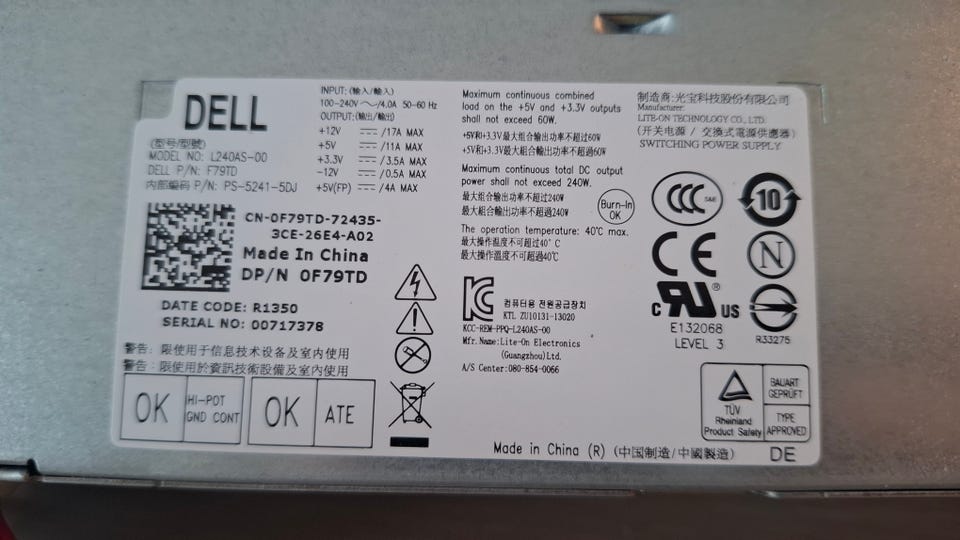 DELL
(型号/型號)
MODEL NO: L240AS-00
DELL P/N: F79TD
内部编码 P/N: PS-5241-5DJ
INPUT: (输入/輸入)
100-240V 〜/4.0A 50-60 Hz
OUTPUT: (输出/輸出)
+12V ⎓ /17A MAX
+5V ⎓ /11A MAX
+3.3V ⎓ /3.5A MAX
-12V ⎓ /0.5A MAX
+5V(FP) ⎓ /4A MAX
Maximum continuous combined
load on the +5V and +3.3V outputs
shall not exceed 60W.
+5V和+3.3V最大组合输出功率不超过60W
+5V和+3.3V最大組合輸出功率不超過60W
Maximum continuous total DC output
power shall not exceed 240W.
最大组合输出功率不超过240W
最大組合輸出功率不超過240W
Burn-in
OK
The operation temperature: 40℃ max.
最大操作温度不可超过40℃
最大操作溫度不可超過40℃
制造商:光宝科技股份有限公司
Manufacturer:
LITE-ON TECHNOLOGY CO., LTD.
(开关电源 / 交換式電源供應器)
SWITCHING POWER SUPPLY
CCC S&E
10
CE
N
c RU ® US
E132068
LEVEL 3
R33275
CN-0F79TD-72435-
3CE-26E4-A02
Made In China
DP/N 0F79TD
DATE CODE: R1350
SERIAL NO: 00717378
警告: 限使用于信息技术设备及室内使用
警告: 限使用於資訊技術設備及室內使用
OK
HI-POT
GND CONT
OK
ATE
컴퓨터용 전원공급장치
KTL ZU10131-13020
KCC-REM-PPQ-L240AS-00
Mfr. Name: Lite-On Electronics
(Guangzhou)Ltd.
A/S Center:080-854-0066
TÜV
Rheinland
Product Safety
BAUART
GEPRÜFT
TYPE
APPROVED
Made in China (R) (中国制造/中國製造)
DE